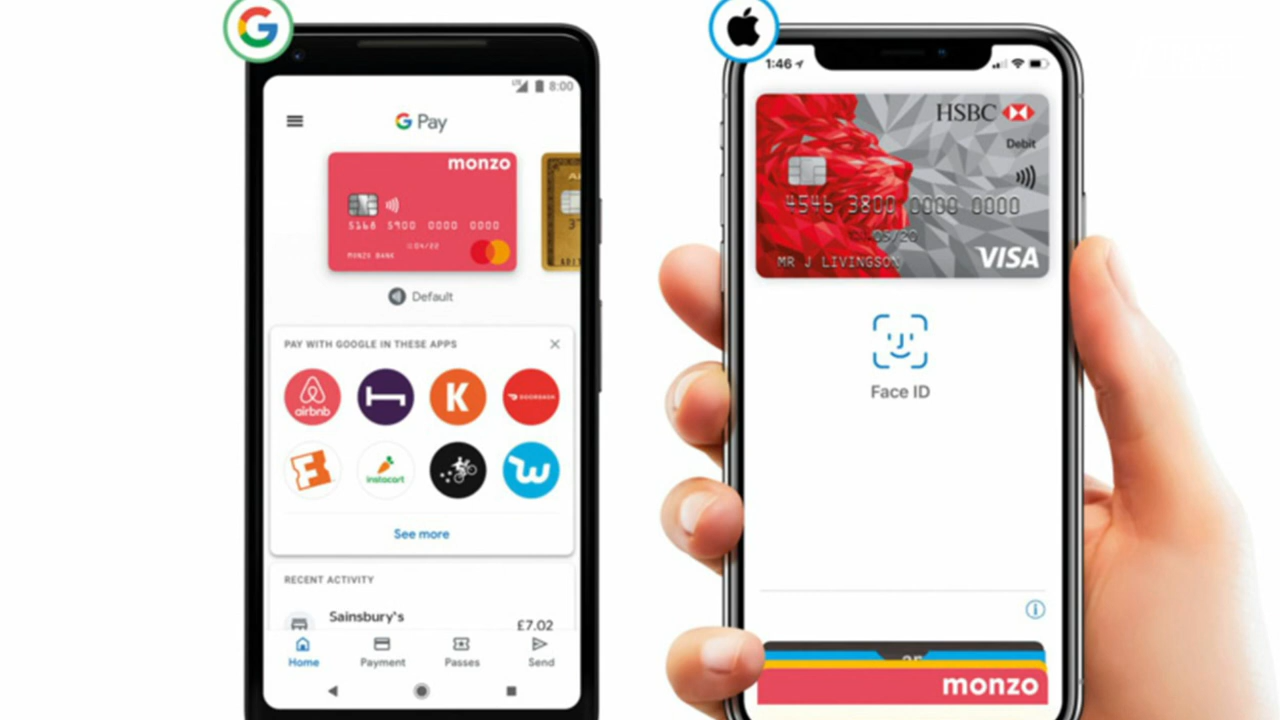 8:00
G Pay
monzo
5168 5900 0000 0000
04/22
MONZO BANK
Default
PAY WITH GOOGLE IN THESE APPS
airbnb
K
DOORDASH
F
instacart
See more
RECENT ACTIVITY
Sainsbury's
£7.02
Home Payment Passes Send
1:46
HSBC
Debit
4546 3800 0000 0000
05/20
MR J LIVINGSON
VISA
Face ID
monzo